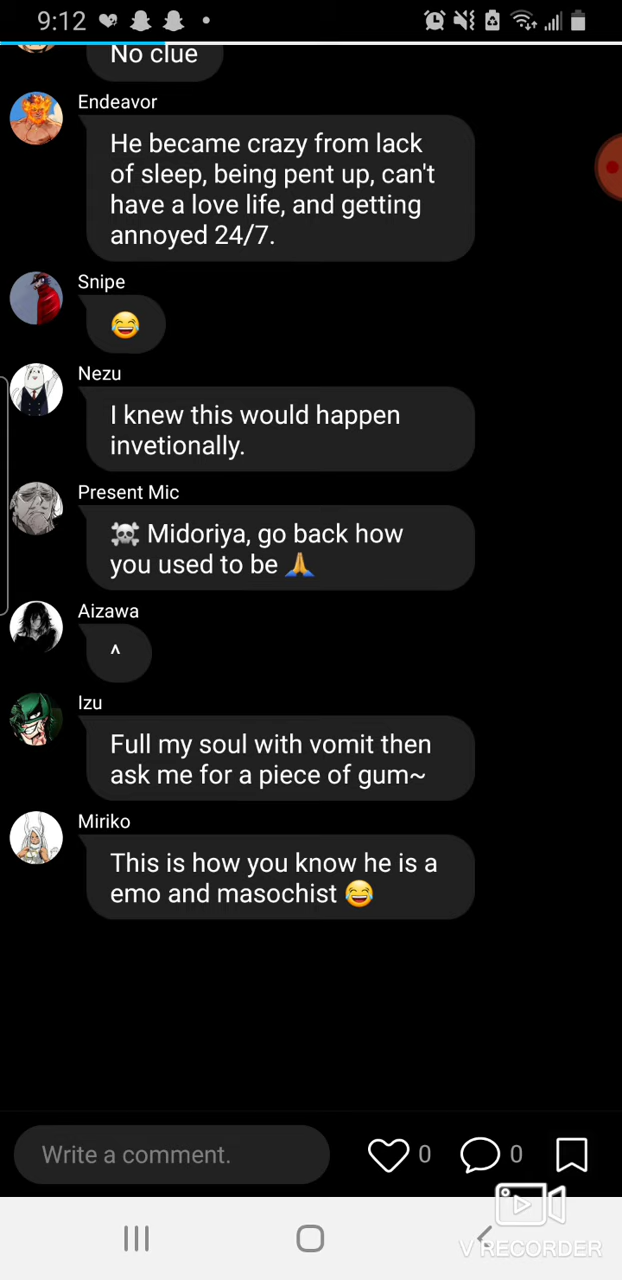 9:12
No clue
Endeavor
He became crazy from lack
of sleep, being pent up, can't
have a love life, and getting
annoyed 24/7.
Snipe
😂
Nezu
I knew this would happen
invetionally.
Present Mic
☠️ Midoriya, go back how
you used to be 🙏
Aizawa
^
Izu
Full my soul with vomit then
ask me for a piece of gum~
Miriko
This is how you know he is a
emo and masochist 😂
Write a comment.
0
0
V RECORDER